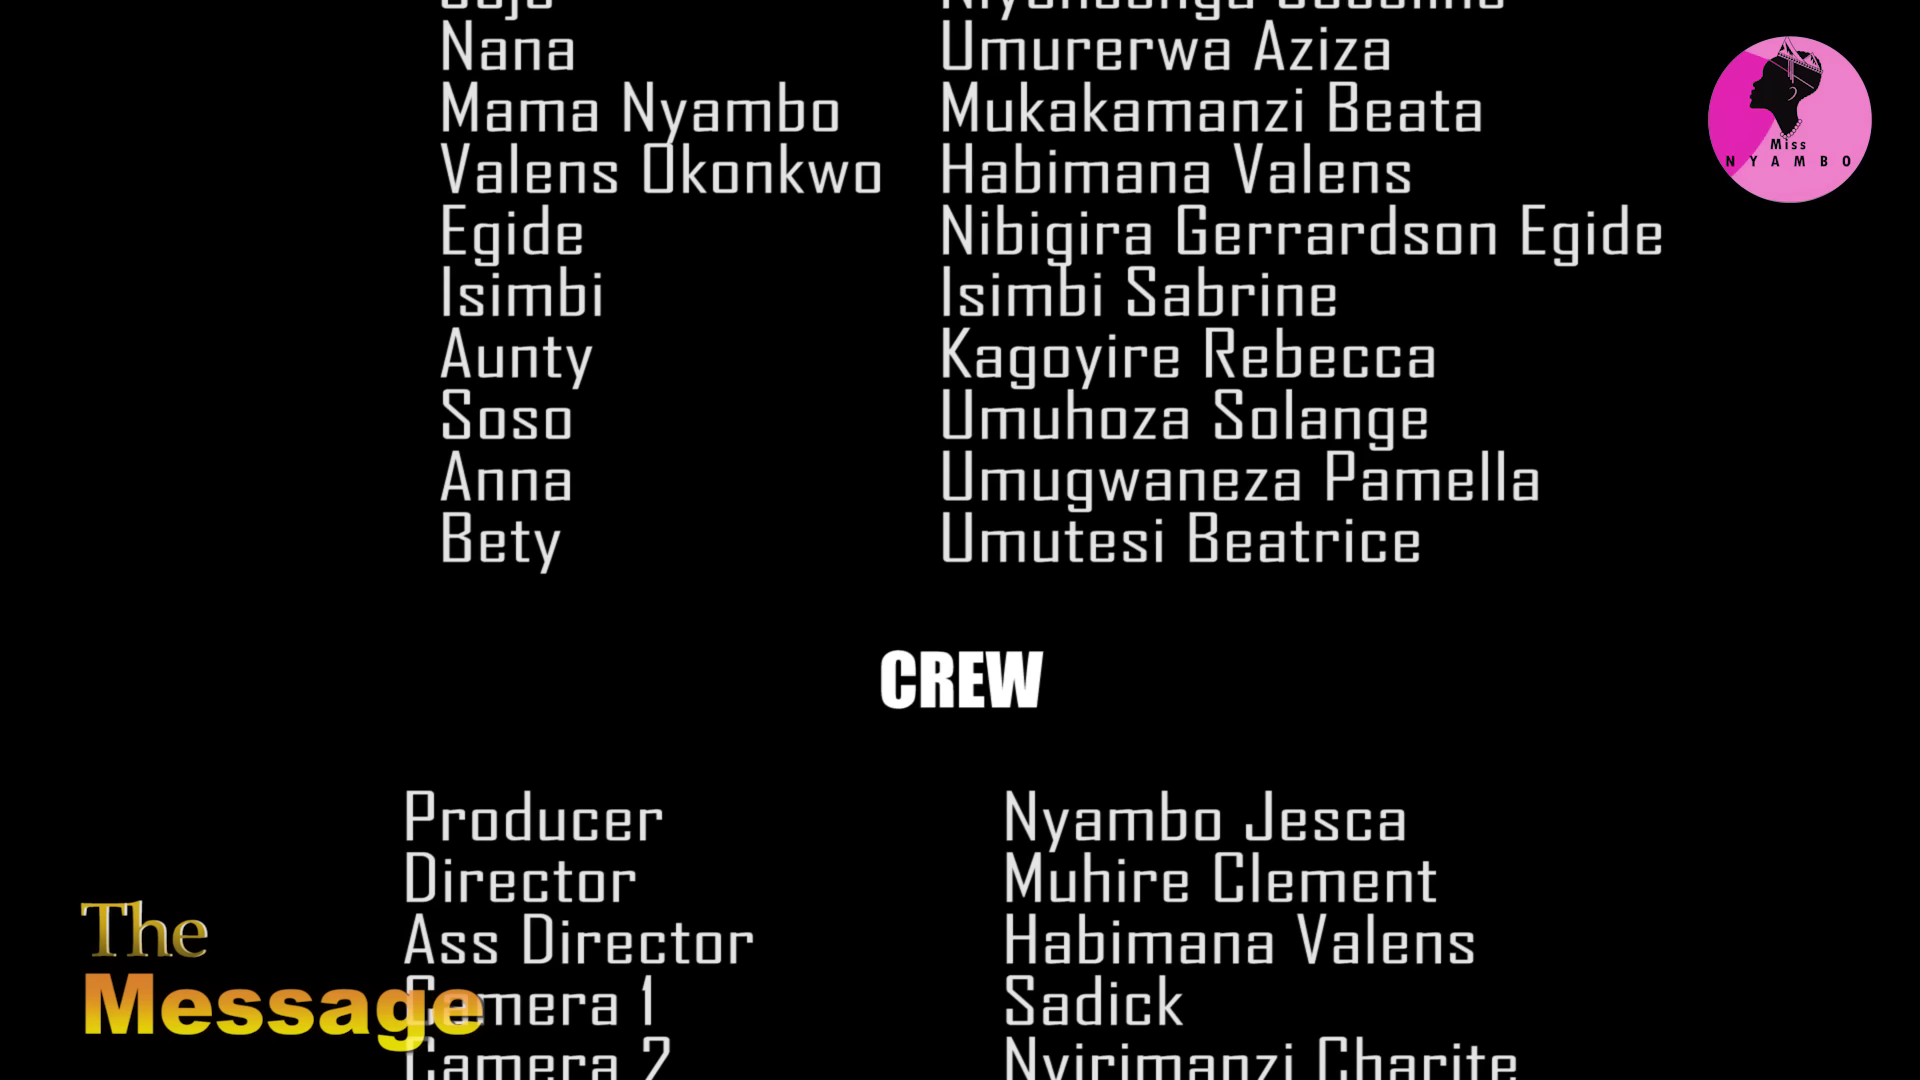 Nana Umurerwa Aziza
Mama Nyambo Mukakamanzi Beata
Valens Okonkwo Habimana Valens
Egide Nibigira Gerrardson Egide
Isimbi Isimbi Sabrine
Aunty Kagoyire Rebecca
Soso Umuhoza Solange
Anna Umugwaneza Pamella
Bety Umutesi Beatrice
Miss
NYAMBO
CREW
Producer Nyambo Jesca
Director Muhire Clement
Ass Director Habimana Valens
Camera 1 Sadick
Camera 2 Nyirimanzi Charite
The
Message